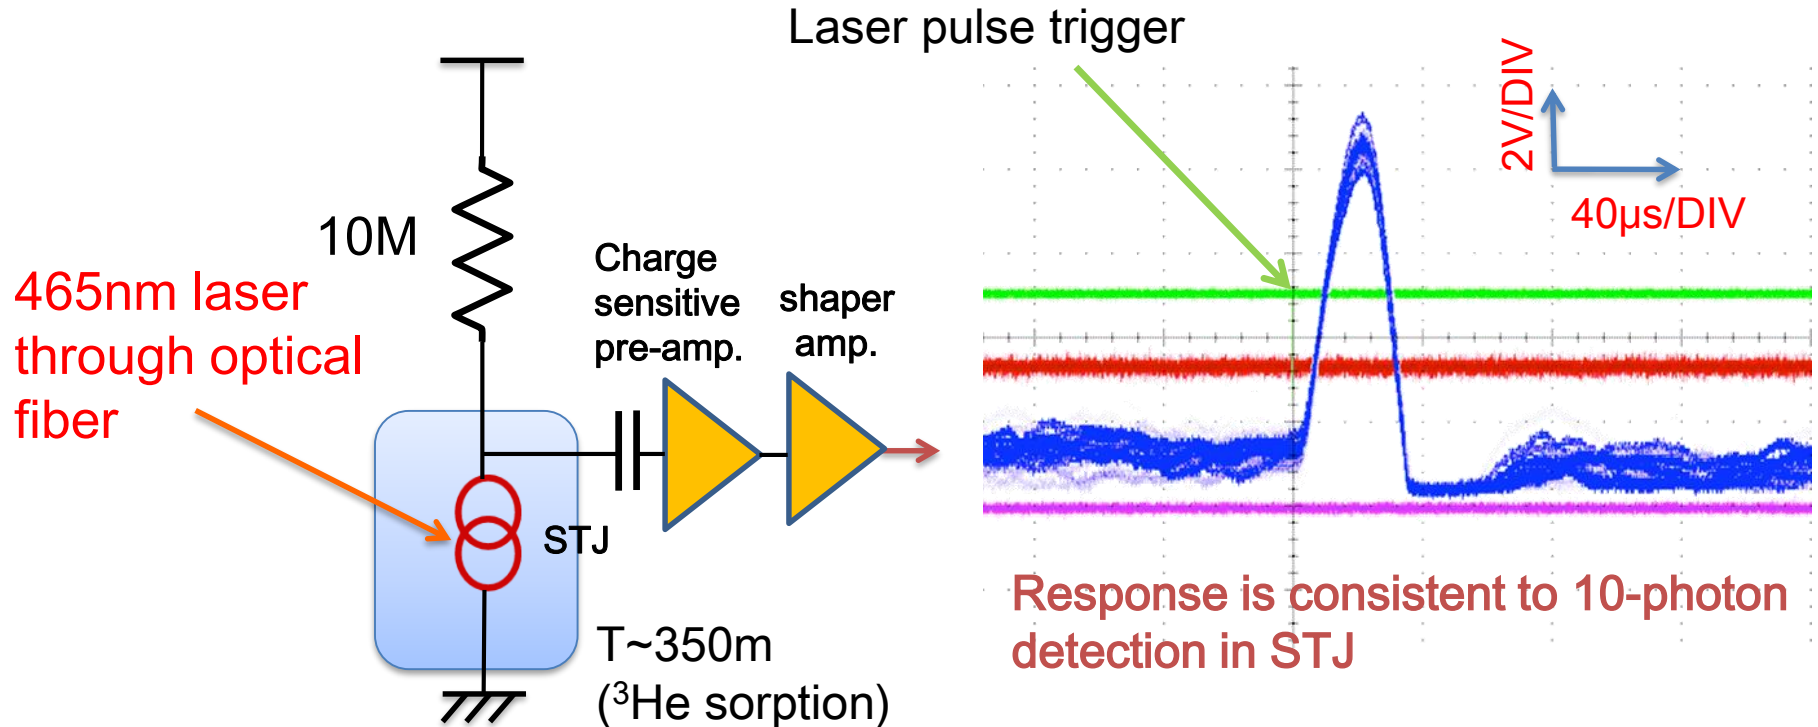 Laser pulse trigger
2V/DIV
40μs/DIV
10M
465nm laser
through optical
fiber
Charge
sensitive
pre-amp.
shaper
amp.
STJ
T~350m
(³He sorption)
Response is consistent to 10-photon
detection in STJ